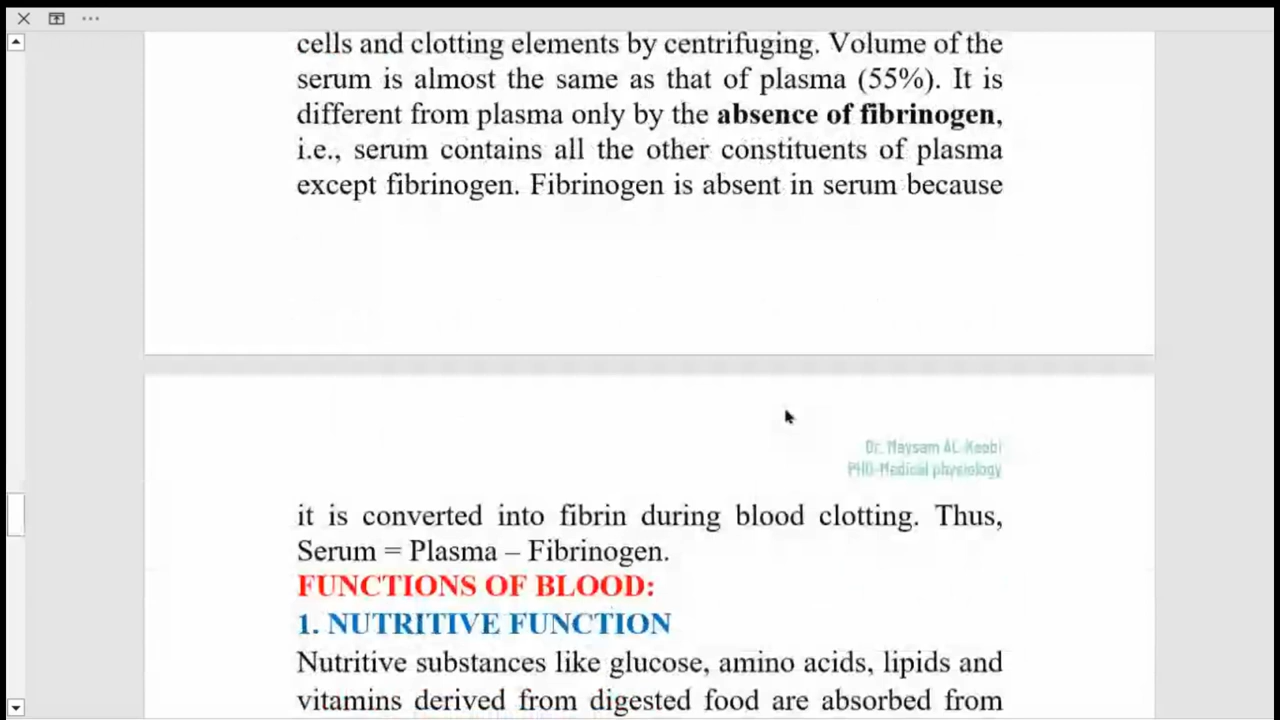 cells and clotting elements by centrifuging. Volume of the
serum is almost the same as that of plasma (55%). It is
different from plasma only by the absence of fibrinogen,
i.e., serum contains all the other constituents of plasma
except fibrinogen. Fibrinogen is absent in serum because
Dr. Maysam AL-Kaabi
PHD-Medical physiology
it is converted into fibrin during blood clotting. Thus,
Serum = Plasma – Fibrinogen.
FUNCTIONS OF BLOOD:
1. NUTRITIVE FUNCTION
Nutritive substances like glucose, amino acids, lipids and
vitamins derived from digested food are absorbed from